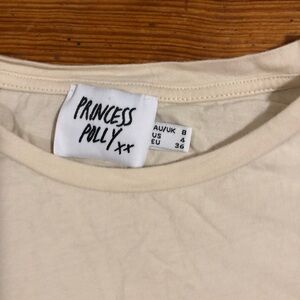 PRINCESS
POLLY xx
AU/UK 8
US 4
EU 36